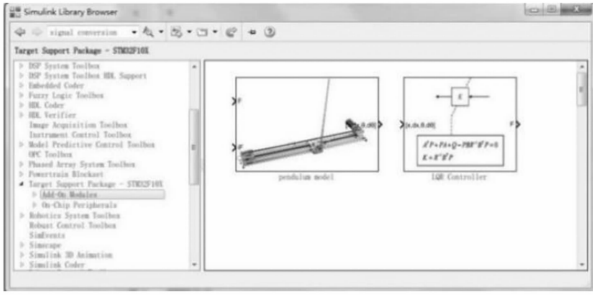 Simulink Library Browser
signal conversion
Target Support Package - STM32F10X
DSP System Toolbox
DSP System Toolbox HDL Support
Embedded Coder
Fuzzy Logic Toolbox
HDL Coder
HDL Verifier
Image Acquisition Toolbox
Instrument Control Toolbox
Model Predictive Control Toolbox
OPC Toolbox
Phased Array System Toolbox
Powertrain Blockset
Target Support Package - STM32F10X
Add-On Modules
On-Chip Peripherals
Robotics System Toolbox
Robust Control Toolbox
SimEvents
Simscape
Simulink 3D Animation
Simulink Coder
F
pendulum model
K
F
LQR Controller